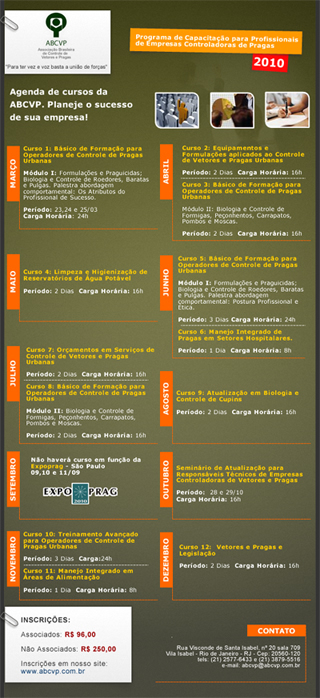 ABCVP
Associação Brasileira
de Controle de
Vetores e Pragas
"Para ter vez e voz basta a união de forças"
Programa de Capacitação para Profissionais
de Empresas Controladoras de Pragas
2010
Agenda de cursos da
ABCVP. Planeje o sucesso
de sua empresa!
MARÇO
Curso 1: Básico de Formação para
Operadores de Controle de Pragas
Urbanas
Módulo I: Formulações e Praguicidas;
Biologia e Controle de Roedores, Baratas
e Pulgas. Palestra abordagem
comportamental: Os Atributos do
Profissional de Sucesso.
Período: 23,24 e 25/03
Carga Horária: 24h
ABRIL
Curso 2: Equipamentos e
Formulações aplicados ao Controle
de Vetores e Pragas Urbanas
Período: 2 Dias Carga Horária: 16h
Curso 3: Básico de Formação para
Operadores de Controle de Pragas
Urbanas
Módulo II: Biologia e Controle de
Formigas, Peçonhentos, Carrapatos,
Pombos e Moscas.
Período: 2 Dias Carga Horária: 16h
MAIO
Curso 4: Limpeza e Higienização de
Reservatórios de Água Potável
Período: 2 Dias Carga Horária: 16h
JUNHO
Curso 5: Básico de Formação para
Operadores de Controle de Pragas
Urbanas
Módulo I: Formulações e Praguicidas;
Biologia e Controle de Roedores, Baratas
e Pulgas. Palestra abordagem
comportamental: Postura Profissional e
Ética.
Período: 3 Dias Carga Horária: 24h
Curso 6: Manejo Integrado de
Pragas em Setores Hospitalares.
Período: 1 Dia Carga Horária: 8h
JULHO
Curso 7: Orçamentos em Serviços de
Controle de Vetores e Pragas
Urbanas
Período: 2 Dias Carga Horária: 16h
Curso 8: Básico de Formação para
Operadores de Controle de Pragas
Urbanas
Módulo II: Biologia e Controle de
Formigas, Peçonhentos, Carrapatos,
Pombos e Moscas.
Período: 2 Dias Carga Horária: 16h
AGOSTO
Curso 9: Atualização em Biologia e
Controle de Cupins
Período: 2 Dias Carga Horária: 16h
SETEMBRO
Não haverá curso em função da
Expoprag - São Paulo
09,10 e 11/09
EXPOPRAG
2010
OUTUBRO
Seminário de Atualização para
Responsáveis Técnicos de Empresas
Controladoras de Vetores e Pragas
Período: 28 e 29/10
Carga Horária: 16h
NOVEMBRO
Curso 10: Treinamento Avançado
para Operadores de Controle de
Pragas Urbanas
Período: 3 Dias Carga:24h
Curso 11: Manejo Integrado em
Áreas de Alimentação
Período: 1 Dia Carga Horária: 8h
DEZEMBRO
Curso 12: Vetores e Pragas e
Legislação
Período: 2 Dias Carga Horária: 16h
INSCRIÇÕES:
Associados: R$ 96,00
Não Associados: R$ 250,00
Inscrições em nosso site:
www.abcvp.com.br
CONTATO
Rua Visconde de Santa Isabel, nº 20 sala 709
Vila Isabel - Rio de Janeiro - RJ - Cep: 20560-120
tels: (21) 2577-6433 e (21) 3879-5516
e-mail: abcvp@abcvp.com.br